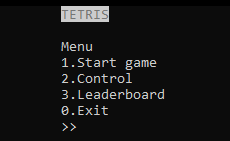 TETRIS
Menu
1.Start game
2.Control
3.Leaderboard
0.Exit
>>